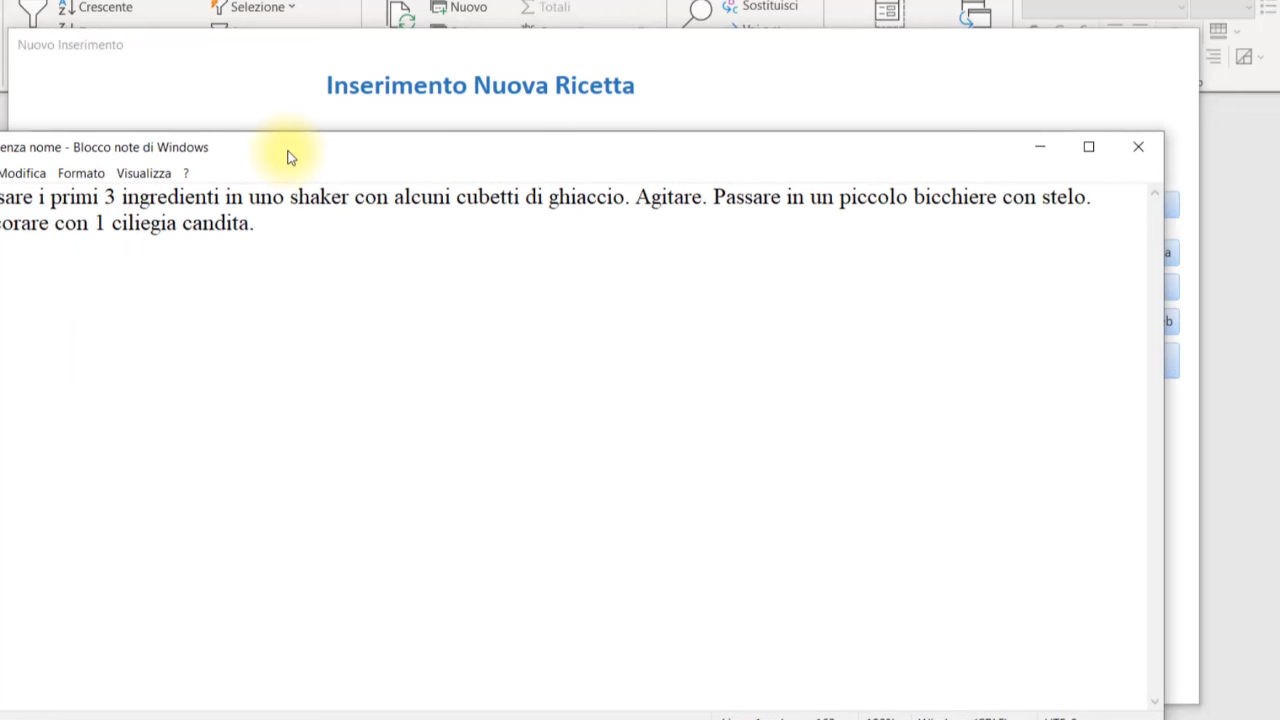 Crescente
Selezione
Nuovo
Totali
Sostituisci
Nuovo Inserimento
Inserimento Nuova Ricetta
enza nome - Blocco note di Windows
Modifica Formato Visualizza ?
sare i primi 3 ingredienti in uno shaker con alcuni cubetti di ghiaccio. Agitare. Passare in un piccolo bicchiere con stelo.
corare con 1 ciliegia candita.
a
b